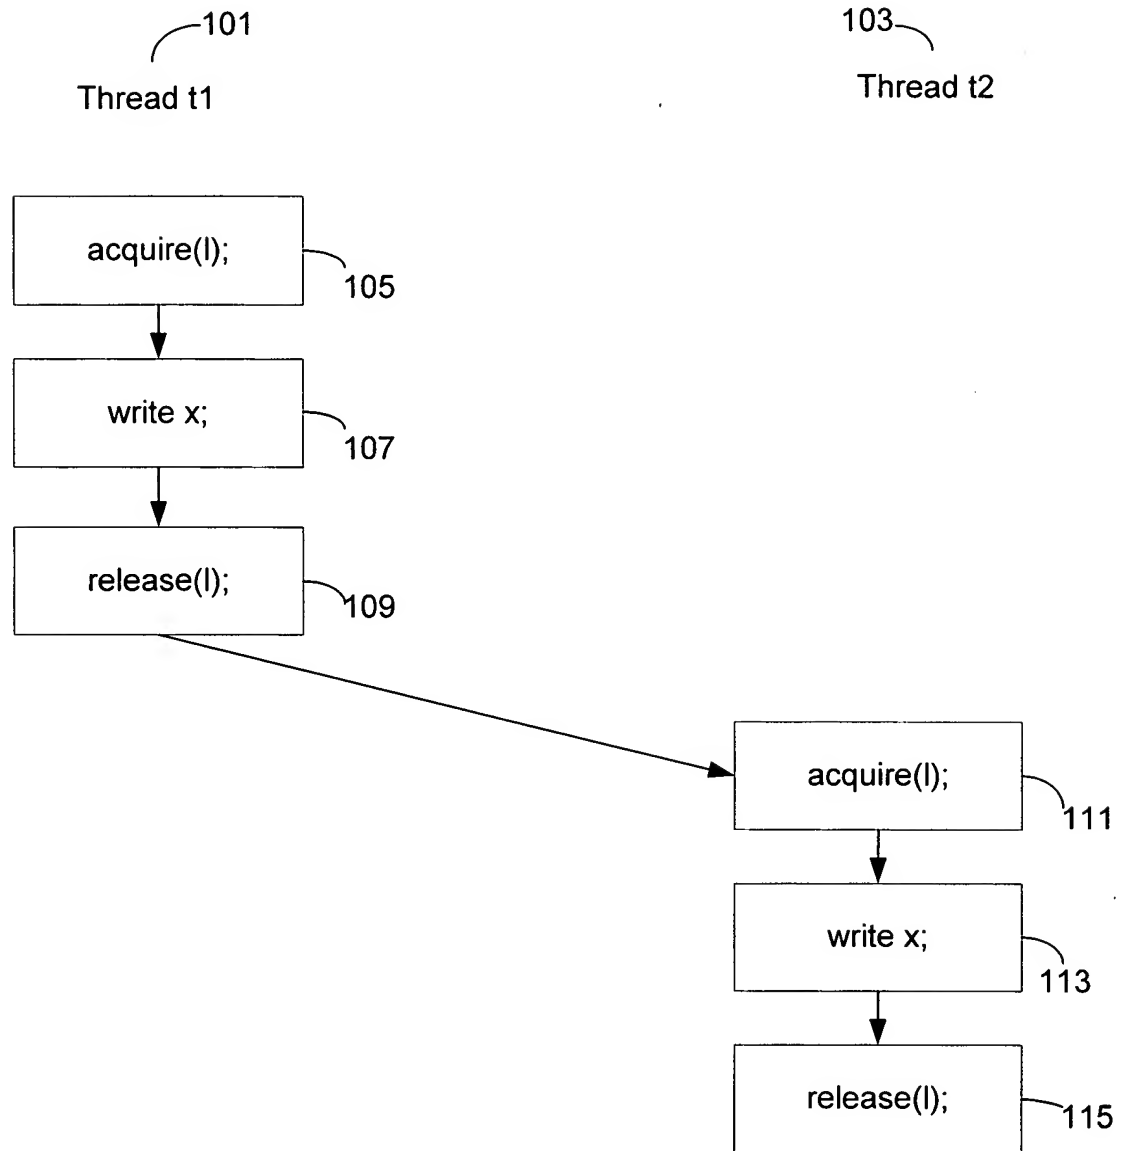 101
Thread t1
103
Thread t2
acquire(l);
105
write x;
107
release(l);
109
acquire(l);
111
write x;
113
release(l);
115